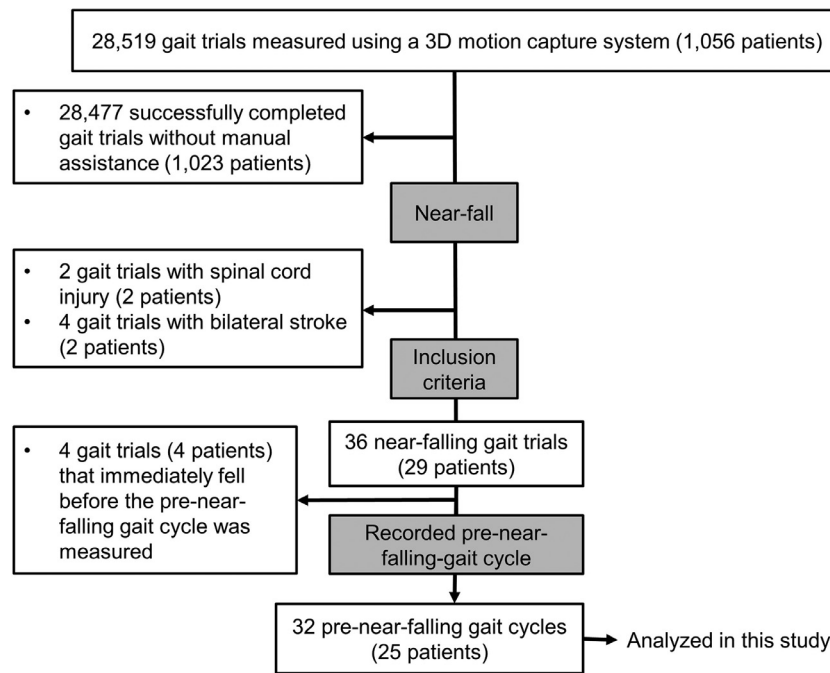 28,519 gait trials measured using a 3D motion capture system (1,056 patients)
• 28,477 successfully completed
gait trials without manual
assistance (1,023 patients)
Near-fall
• 2 gait trials with spinal cord
injury (2 patients)
• 4 gait trials with bilateral stroke
(2 patients)
Inclusion
criteria
36 near-falling gait trials
(29 patients)
• 4 gait trials (4 patients)
that immediately fell
before the pre-near-
falling gait cycle was
measured
Recorded pre-near-
falling-gait cycle
32 pre-near-falling gait cycles
(25 patients)
Analyzed in this study